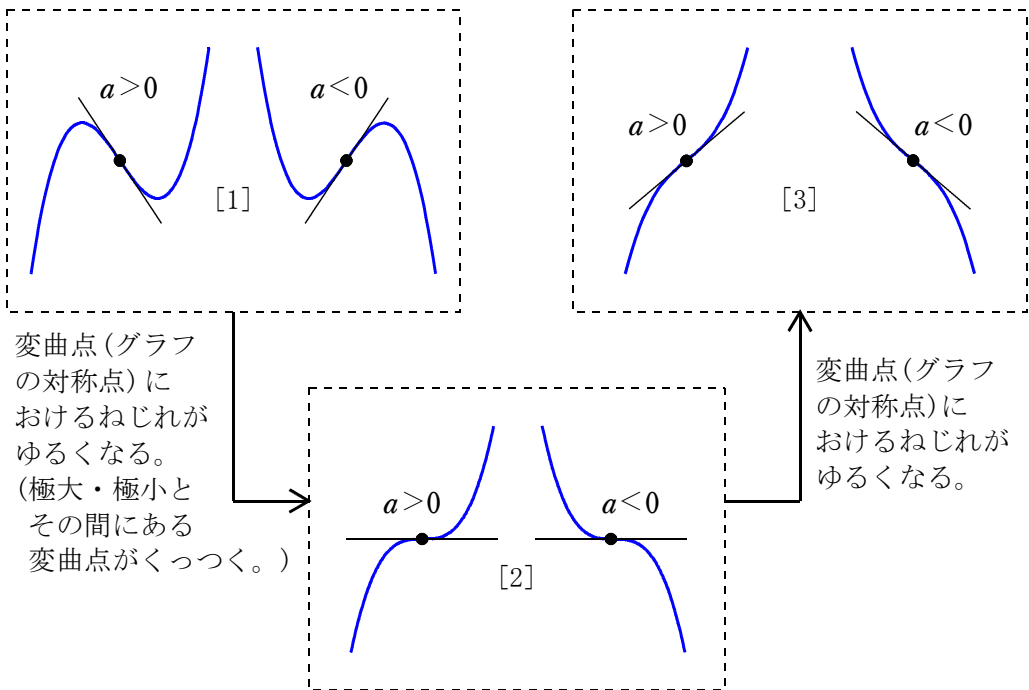 a>0
a<0
[1]
a>0
a<0
[3]
変曲点(グラフ
の対称点)に
おけるねじれが
ゆるくなる。
(極大・極小と
その間にある
変曲点がくっつく。)
a>0
a<0
[2]
変曲点(グラフ
の対称点)に
おけるねじれが
ゆるくなる。